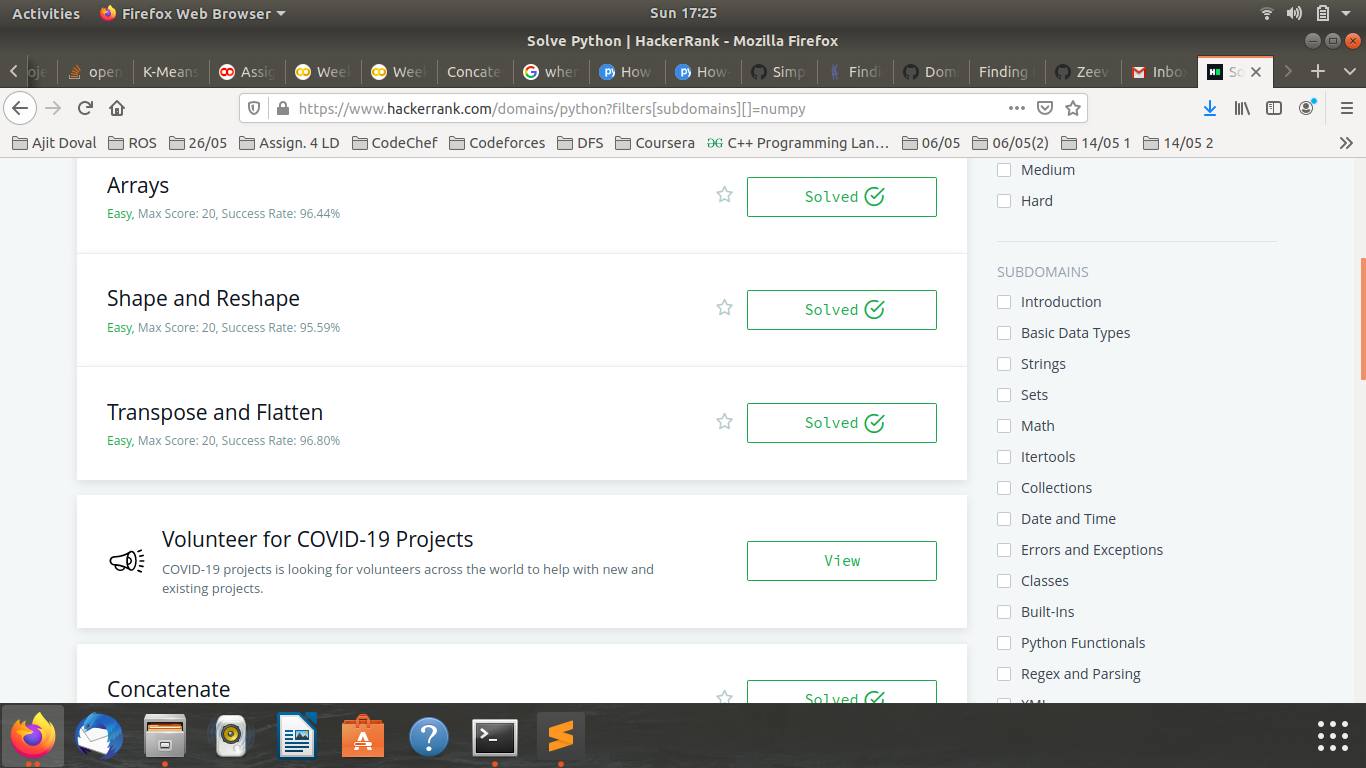 Activities Firefox Web Browser Sun 17:25
Solve Python | HackerRank - Mozilla Firefox
open K-Means Assig Week Week Concate wher How How Simp Findi Dom Finding Zeev Inbo So
https://www.hackerrank.com/domains/python?filters[subdomains][]=numpy
Ajit Doval ROS 26/05 Assign. 4 LD CodeChef Codeforces DFS Coursera C++ Programming Lan... 06/05 06/05(2) 14/05 1 14/05 2
Arrays
Easy, Max Score: 20, Success Rate: 96.44%
Solved
Shape and Reshape
Easy, Max Score: 20, Success Rate: 95.59%
Solved
Transpose and Flatten
Easy, Max Score: 20, Success Rate: 96.80%
Solved
Volunteer for COVID-19 Projects
COVID-19 projects is looking for volunteers across the world to help with new and
existing projects.
View
Concatenate
Solved
Medium
Hard
SUBDOMAINS
Introduction
Basic Data Types
Strings
Sets
Math
Itertools
Collections
Date and Time
Errors and Exceptions
Classes
Built-Ins
Python Functionals
Regex and Parsing